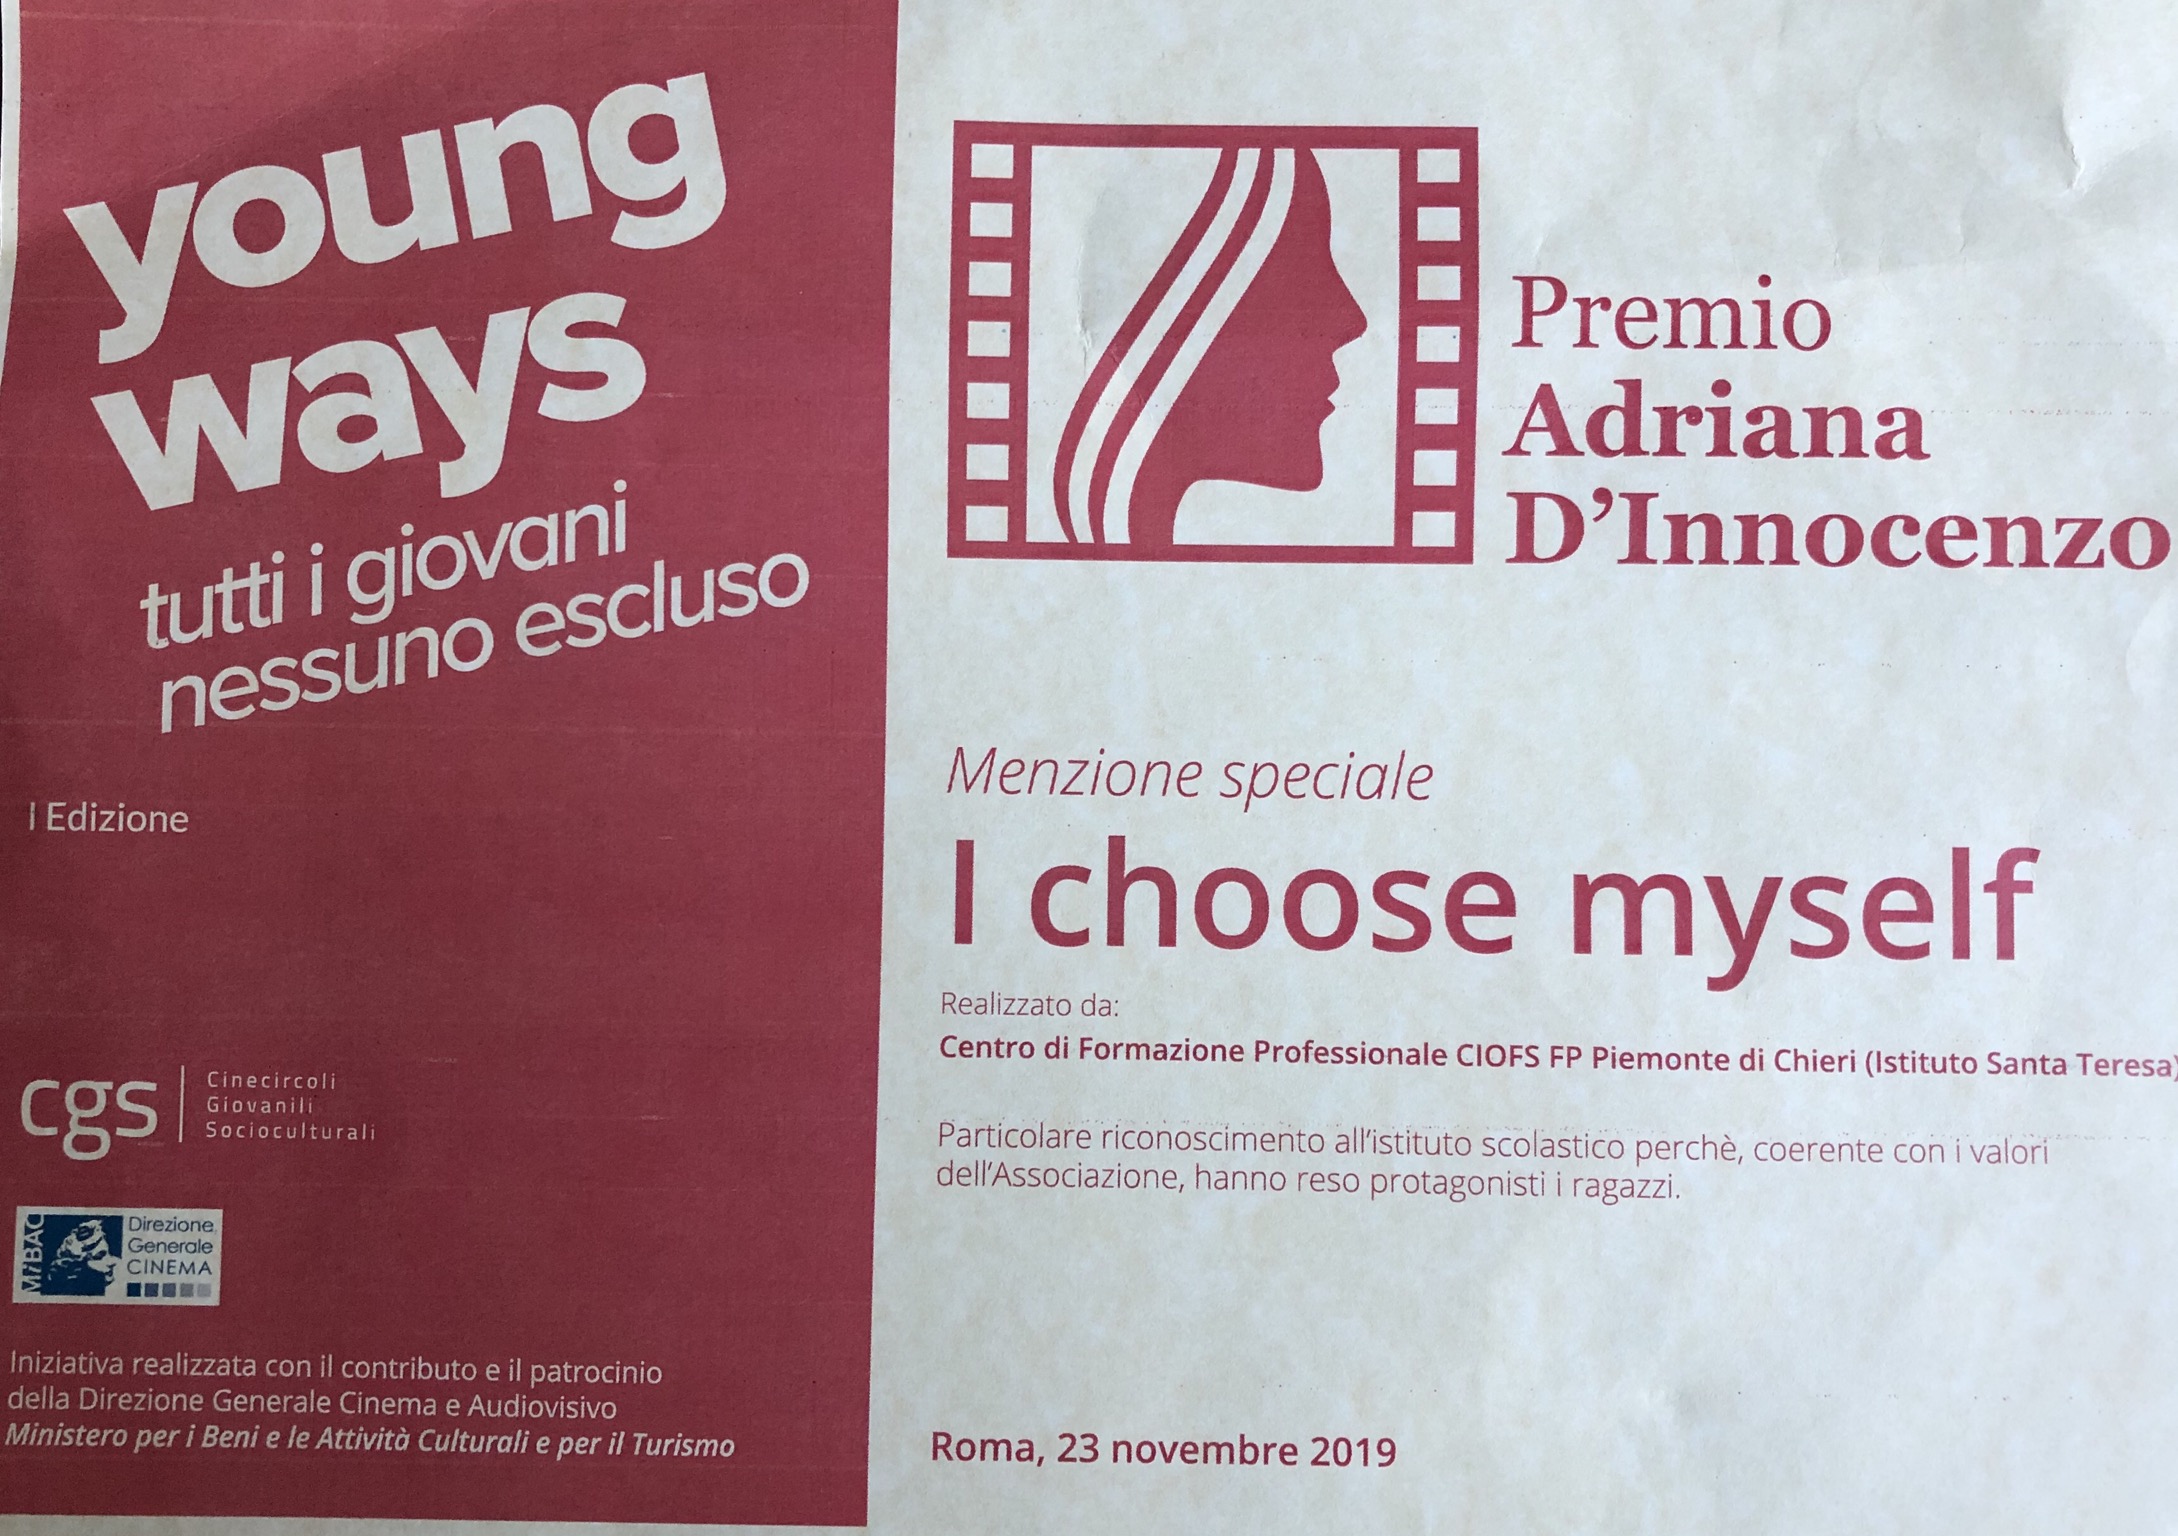 young
ways
tutti i giovani
nessuno escluso
I Edizione
cgs
Cinecircoli
Giovanili
Socioculturali
MiBAC
Direzione
Generale
CINEMA
Iniziativa realizzata con il contributo e il patrocinio
della Direzione Generale Cinema e Audiovisivo
Ministero per i Beni e le Attività Culturali e per il Turismo
Premio
Adriana
D'Innocenzo
Menzione speciale
I choose myself
Realizzato da:
Centro di Formazione Professionale CIOFS FP Piemonte di Chieri (Istituto Santa Teresa)
Particolare riconoscimento all'istituto scolastico perchè, coerente con i valori
dell'Associazione, hanno reso protagonisti i ragazzi.
Roma, 23 novembre 2019